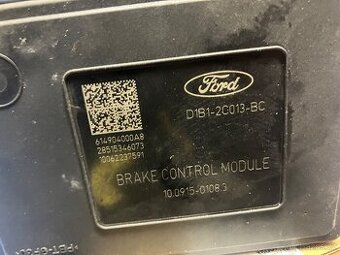 Ford
D1B1-2C013-BC
614904000A8
28515346073
10062237591
BRAKE CONTROL MODULE
10.0915-0108.3